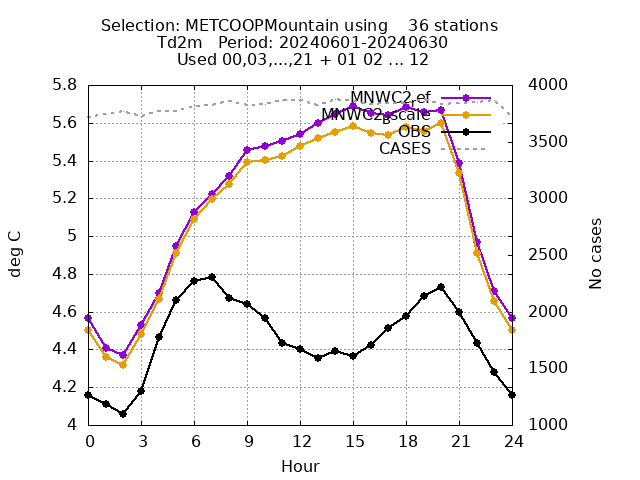 Selection: METCOOPMountain using    36 stations
Td2m   Period: 20240601-20240630
Used 00,03,...,21 + 01 02 ... 12
5.8
5.6
5.4
5.2
5
4.8
4.6
4.4
4.2
4
4000
3500
3000
2500
2000
1500
1000
MNWC2_ref
MNWC2_Bscale
OBS
CASES
deg C
No cases
0 3 6 9 12 15 18 21 24
Hour